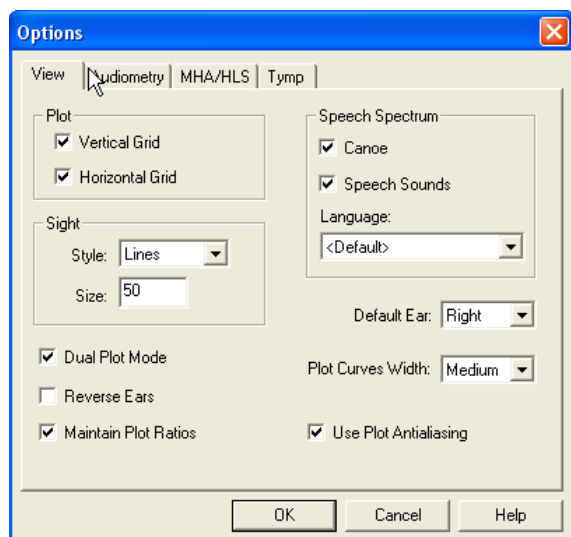 Options
View Audiometry MHA/HLS Tymp
Plot
Vertical Grid
Horizontal Grid
Sight
Style: Lines
Size: 50
Dual Plot Mode
Reverse Ears
Maintain Plot Ratios
Speech Spectrum
Canoe
Speech Sounds
Language:
<Default>
Default Ear: Right
Plot Curves Width: Medium
Use Plot Antialiasing
OK Cancel Help